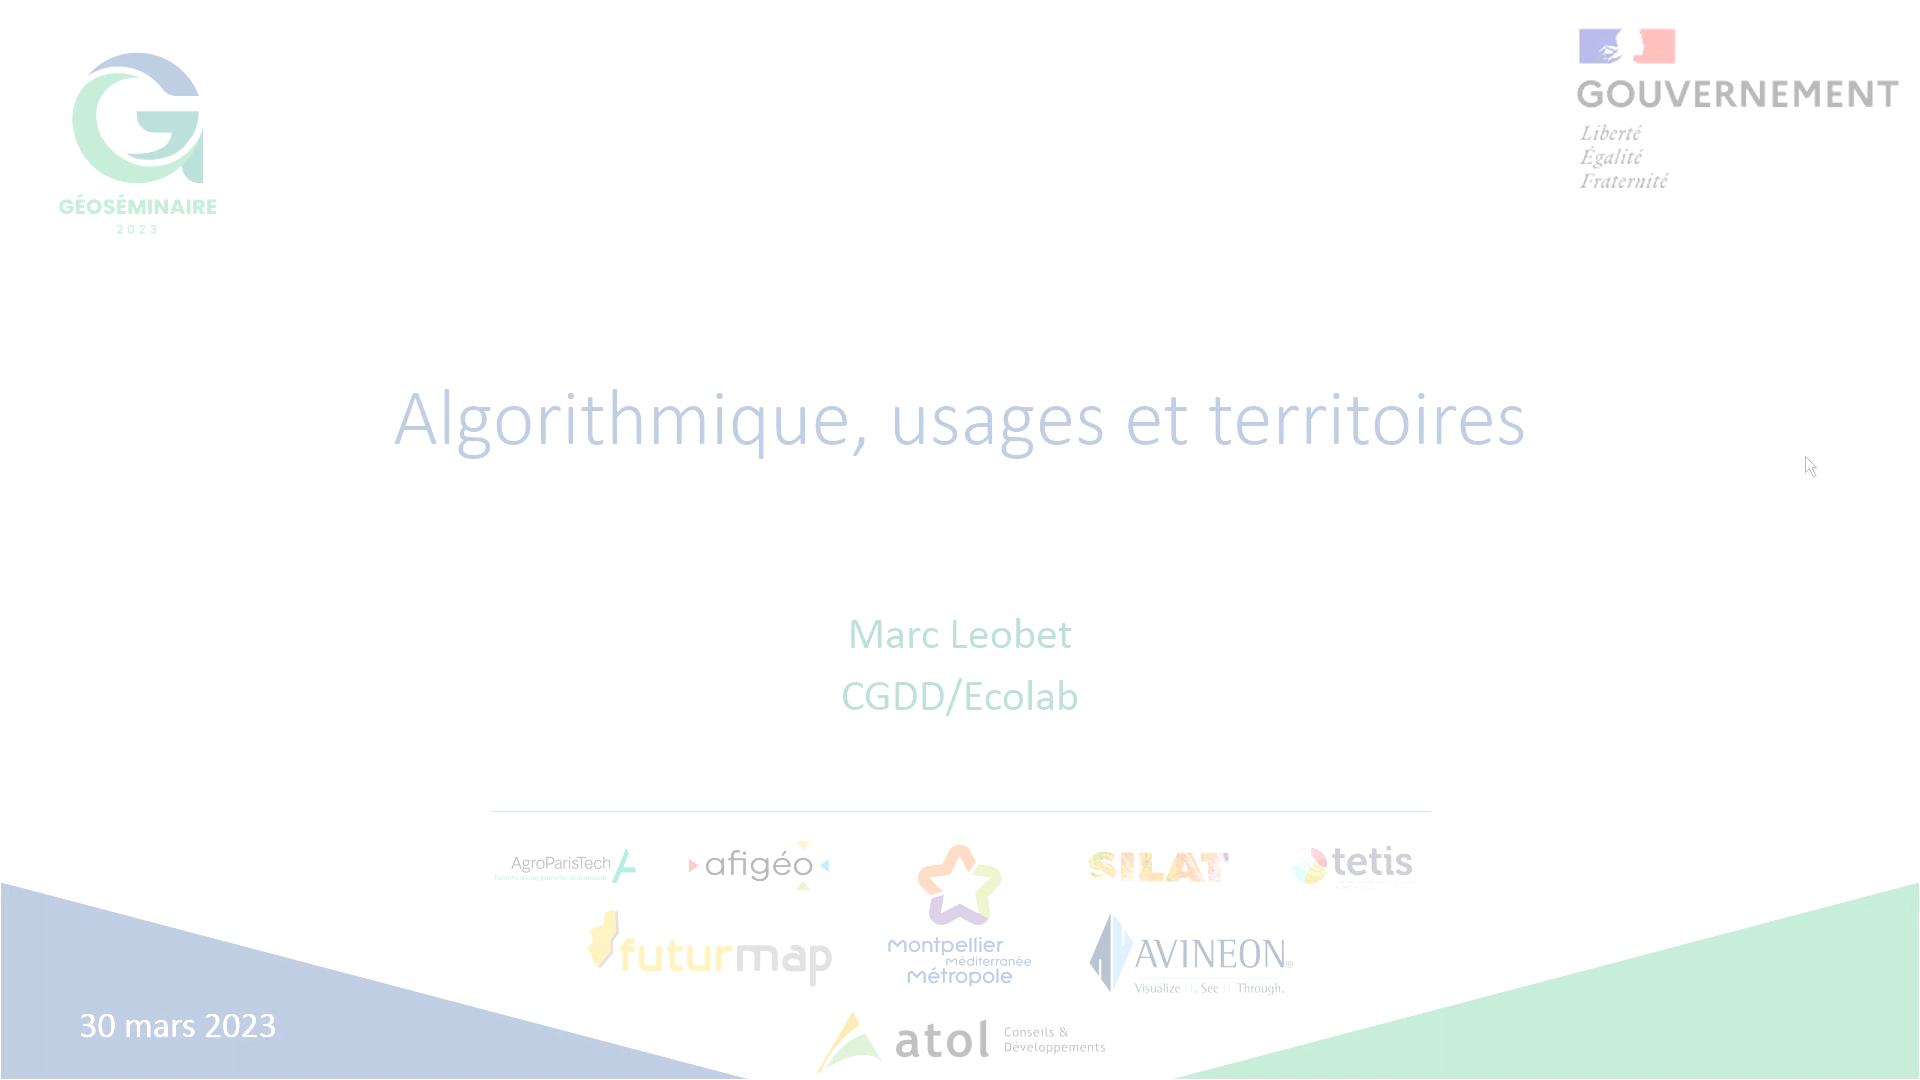 GÉOSÉMINAIRE
2023
GOUVERNEMENT
Liberté
Égalité
Fraternité
Algorithmique, usages et territoires
Marc Leobet
CGDD/Ecolab
AgroParisTech
afigéo
SILAT
tetis
futurmap
montpellier
méditerranée
métropole
AVINEON®
Visualize It. See It Through.
atol
Conseils &
Développements
30 mars 2023